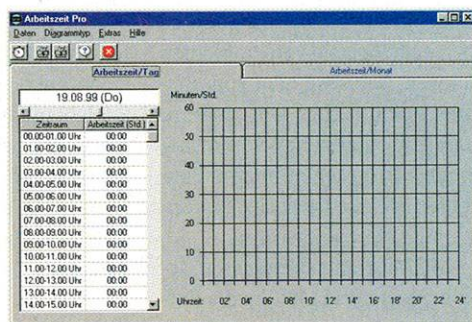 Arbeitszeit Pro
Daten Diagrammtyp Extras Hilfe
Arbeitszeit/Tag
Arbeitszeit/Monat
19.08.99 (Do)
Zeitraum Arbeitszeit (Std.)
00.00-01.00 Uhr 00:00
01.00-02.00 Uhr 00:00
02.00-03.00 Uhr 00:00
03.00-04.00 Uhr 00:00
04.00-05.00 Uhr 00:00
05.00-06.00 Uhr 00:00
06.00-07.00 Uhr 00:00
07.00-08.00 Uhr 00:00
08.00-09.00 Uhr 00:00
09.00-10.00 Uhr 00:00
10.00-11.00 Uhr 00:00
11.00-12.00 Uhr 00:00
12.00-13.00 Uhr 00:00
13.00-14.00 Uhr 00:00
14.00-15.00 Uhr 00:00
Minuten/Std.
60
50
40
30
20
10
0
Uhrzeit: 02' 04' 06' 08' 10' 12' 14' 16' 18' 20' 22' 24'